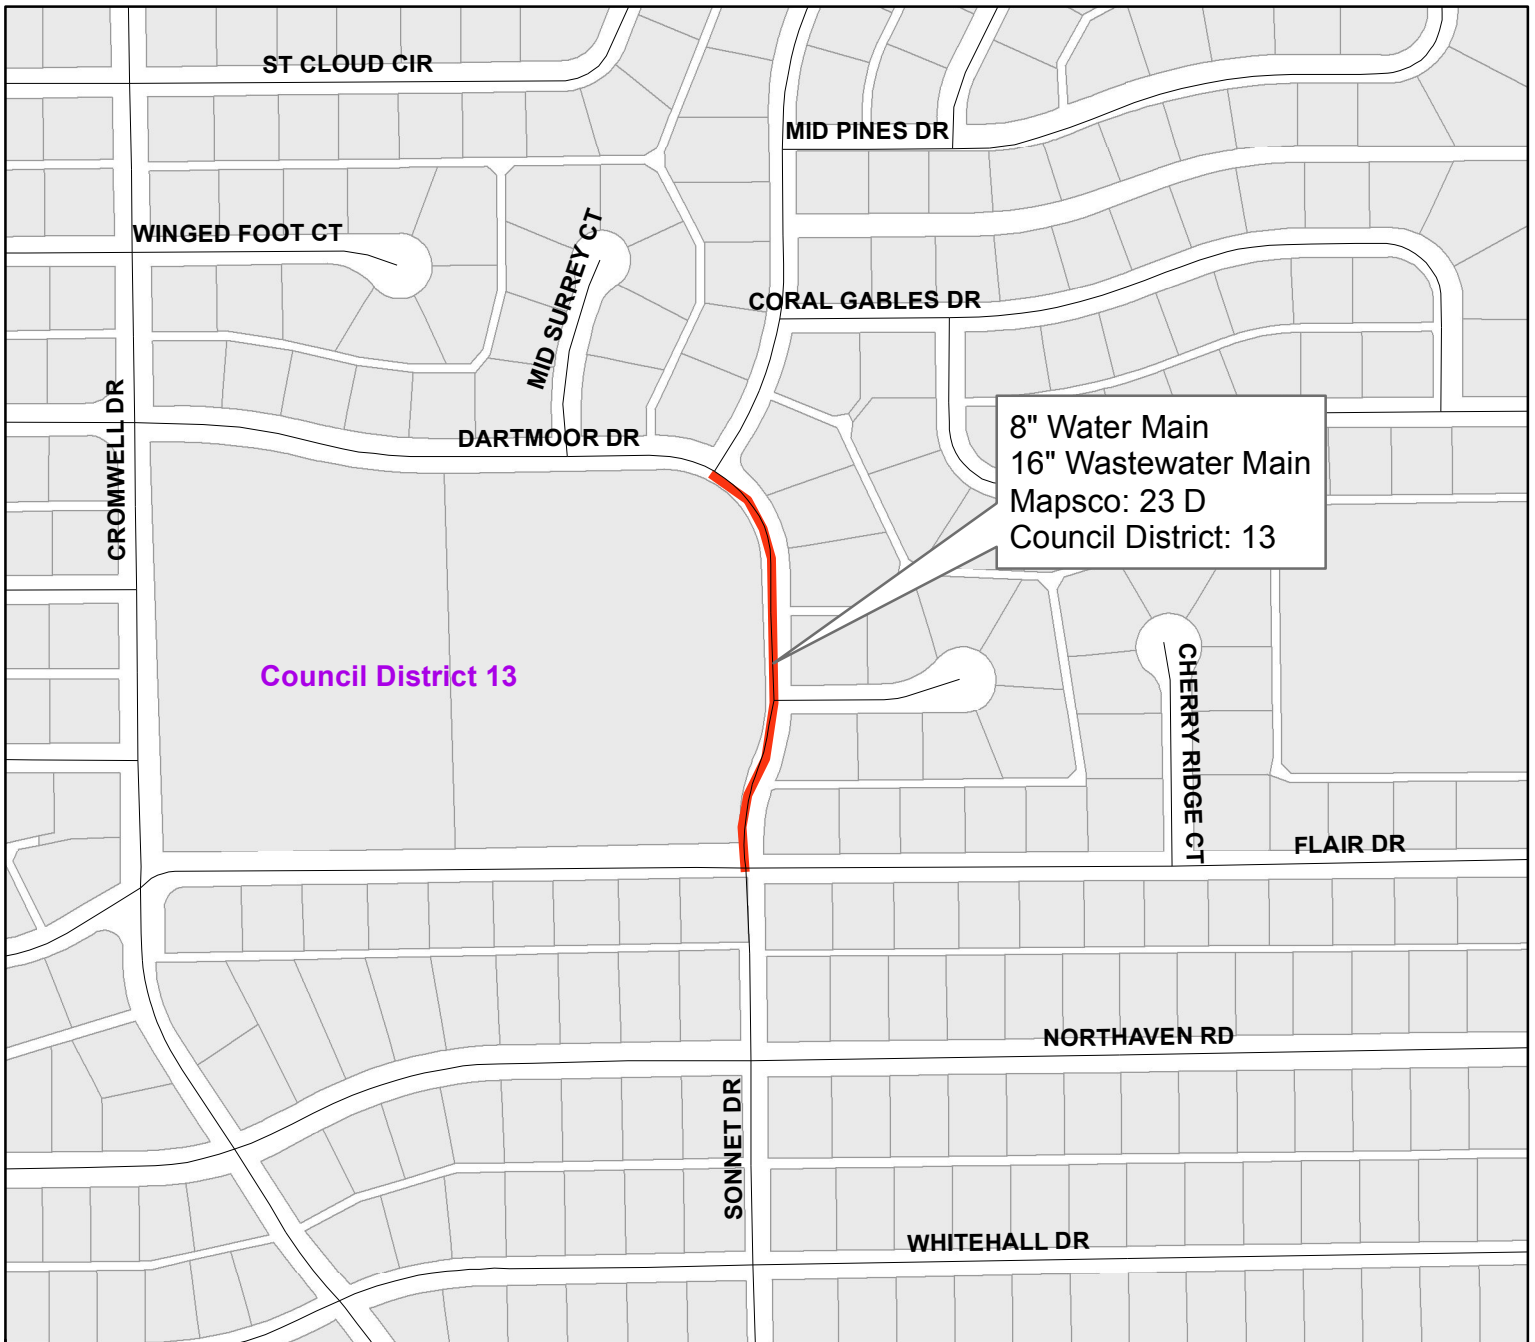 ST CLOUD CIR
MID PINES DR
WINGED FOOT CT
MID SURREY CT
CORAL GABLES DR
CROMWELL DR
DARTMOOR DR
8" Water Main
16" Wastewater Main
Mapsco: 23 D
Council District: 13
Council District 13
CHERRY RIDGE CT
FLAIR DR
NORTHAVEN RD
SONNET DR
WHITEHALL DR